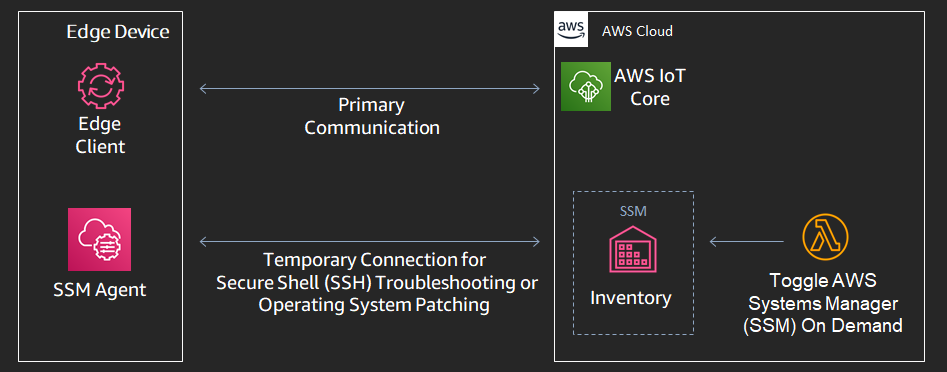 Edge Device
aws
AWS Cloud
Edge
Client
Primary
Communication
AWS IoT
Core
SSM Agent
Temporary Connection for
Secure Shell (SSH) Troubleshooting or
Operating System Patching
SSM
Inventory
Toggle AWS
Systems Manager
(SSM) On Demand